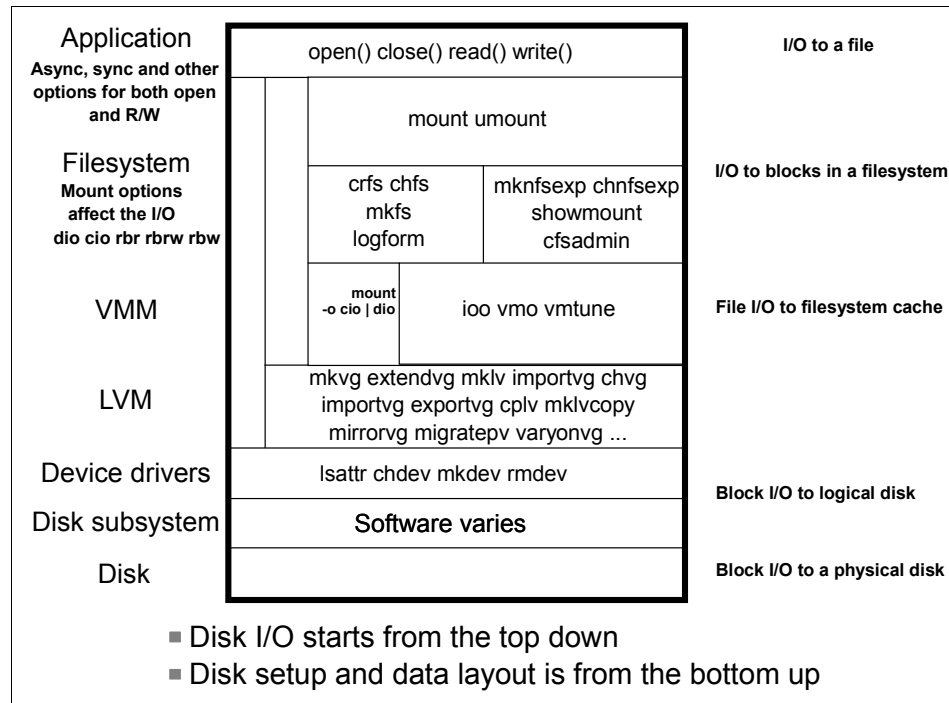 Application
Async, sync and other
options for both open
and R/W
open() close() read() write()
I/O to a file
mount umount
Filesystem
Mount options
affect the I/O
dio cio rbr rbrw rbw
crfs chfs
mkfs
logform
mknfsexp chnfsexp
showmount
cfsadmin
I/O to blocks in a filesystem
VMM
mount
-o cio | dio
ioo vmo vmtune
File I/O to filesystem cache
LVM
mkvg extendvg mklv importvg chvg
importvg exportvg cplv mklvcopy
mirrorvg migratepv varyonvg ...
Device drivers
lsattr chdev mkdev rmdev
Block I/O to logical disk
Disk subsystem
Software varies
Disk
Block I/O to a physical disk
Disk I/O starts from the top down
Disk setup and data layout is from the bottom up